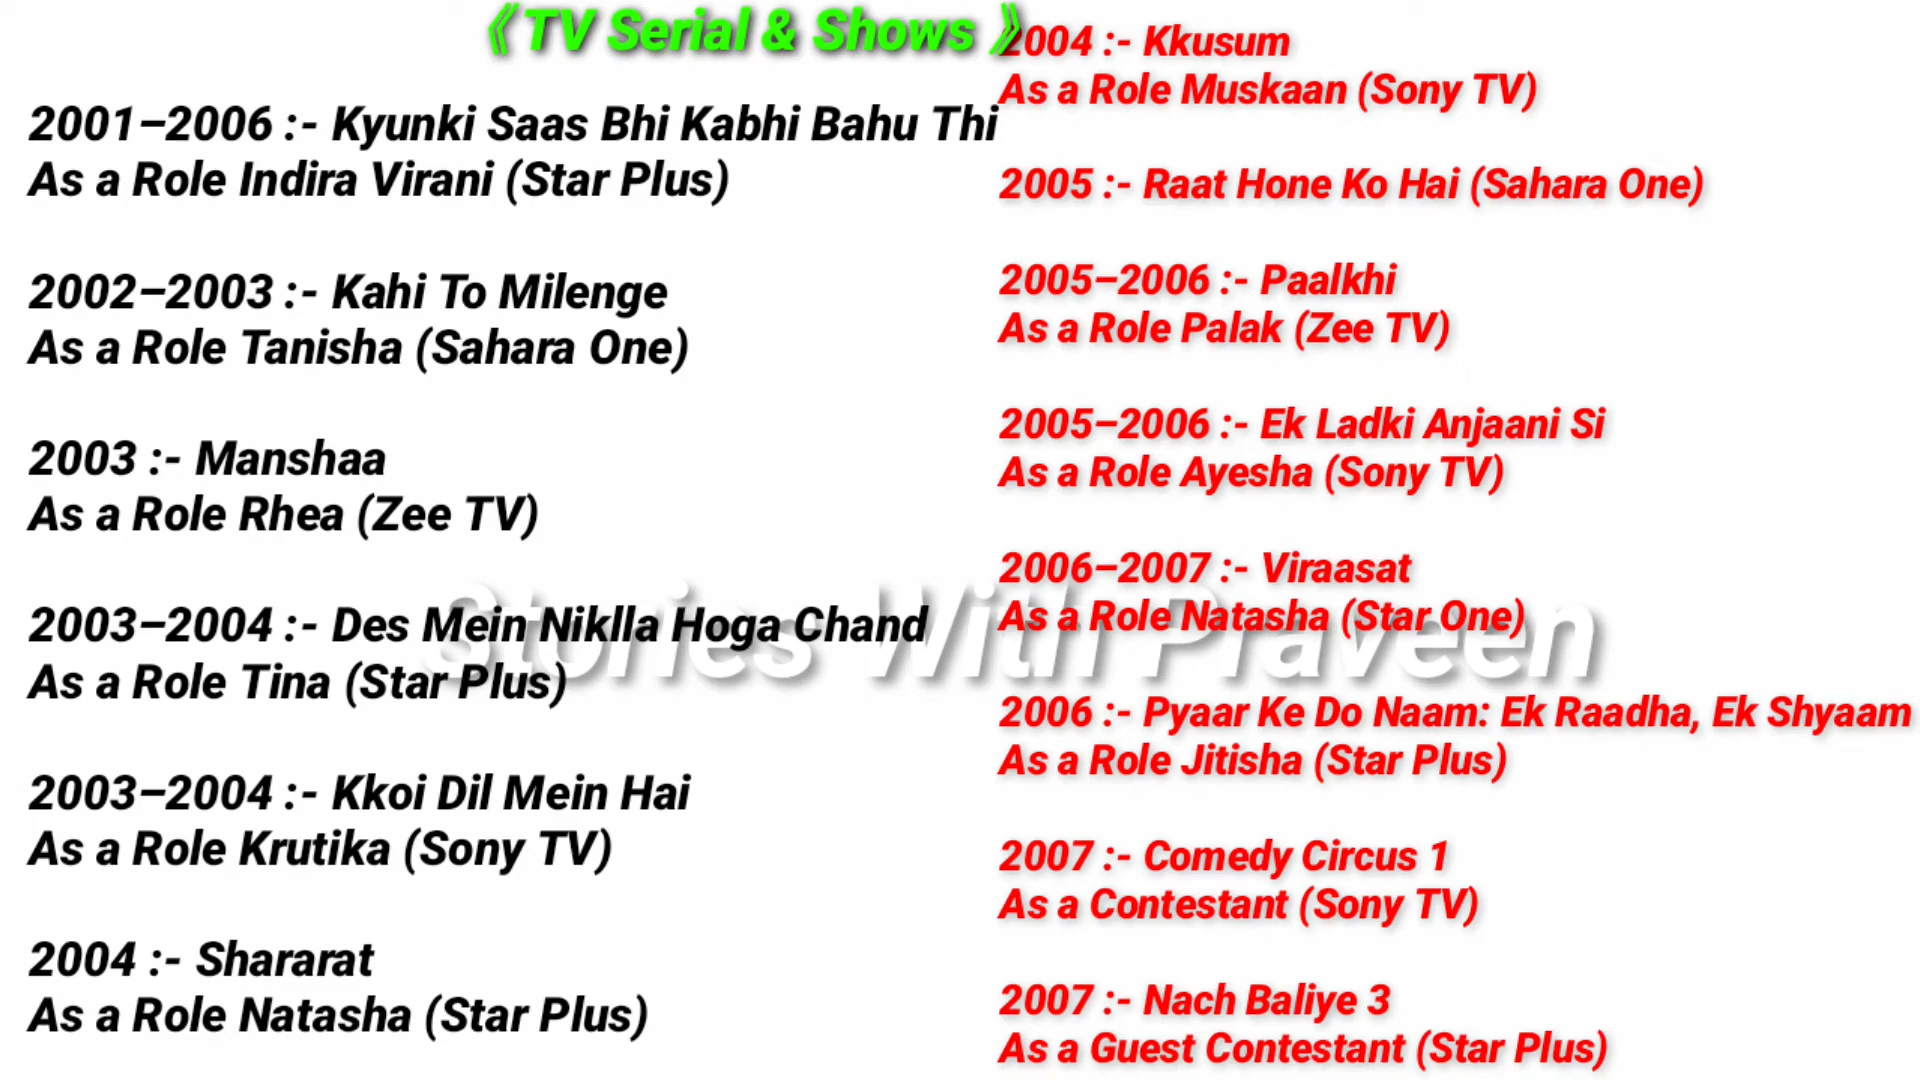 《 TV Serial & Shows 》
2001–2006 :- Kyunki Saas Bhi Kabhi Bahu Thi
As a Role Indira Virani (Star Plus)
2002–2003 :- Kahi To Milenge
As a Role Tanisha (Sahara One)
2003 :- Manshaa
As a Role Rhea (Zee TV)
2003–2004 :- Des Mein Niklla Hoga Chand
As a Role Tina (Star Plus)
2003–2004 :- Kkoi Dil Mein Hai
As a Role Krutika (Sony TV)
2004 :- Shararat
As a Role Natasha (Star Plus)
2004 :- Kkusum
As a Role Muskaan (Sony TV)
2005 :- Raat Hone Ko Hai (Sahara One)
2005–2006 :- Paalkhi
As a Role Palak (Zee TV)
2005–2006 :- Ek Ladki Anjaani Si
As a Role Ayesha (Sony TV)
2006–2007 :- Viraasat
As a Role Natasha (Star One)
2006 :- Pyaar Ke Do Naam: Ek Raadha, Ek Shyaam
As a Role Jitisha (Star Plus)
2007 :- Comedy Circus 1
As a Contestant (Sony TV)
2007 :- Nach Baliye 3
As a Guest Contestant (Star Plus)
Stories With Praveen